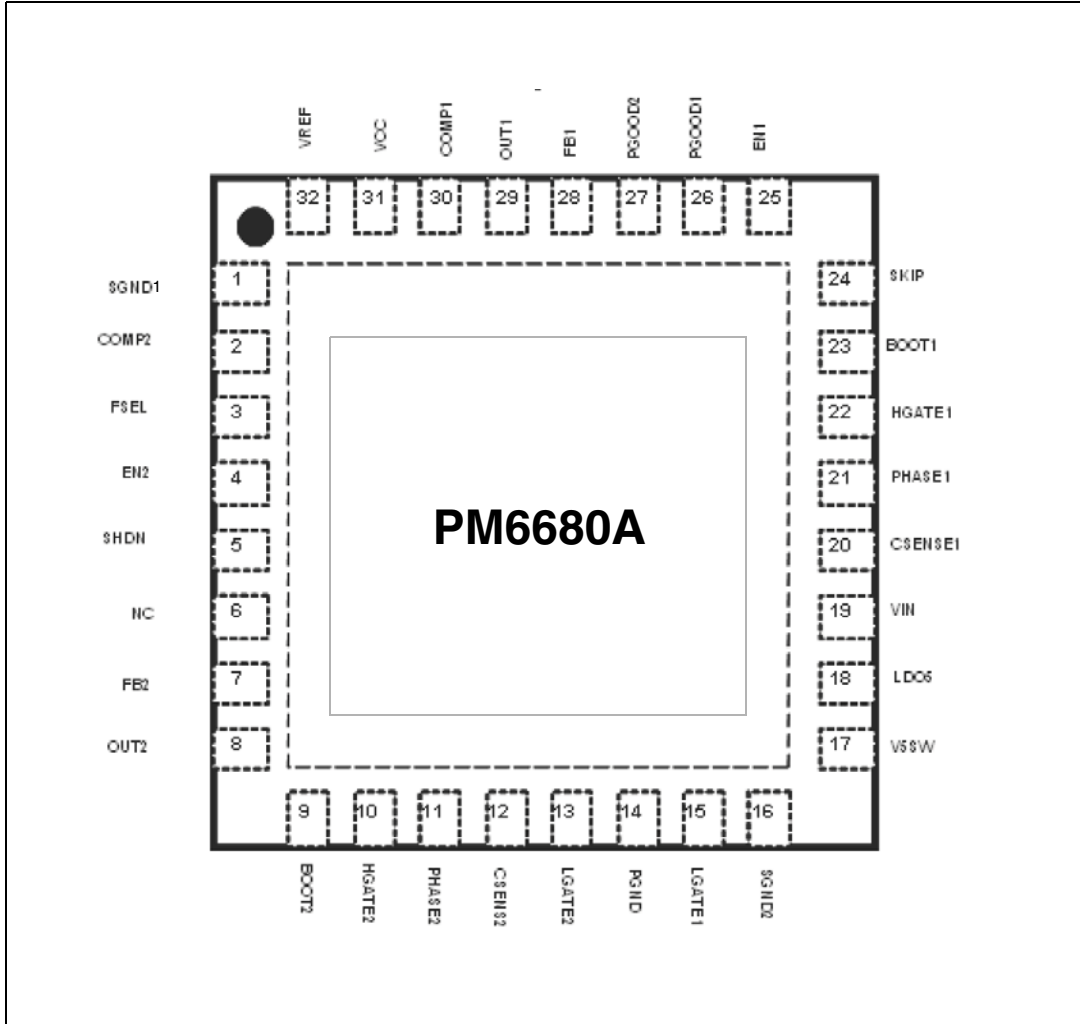 VREF
VCC
COMP1
OUT1
FB1
PGOOD2
PGOOD1
EN1
32
31
30
29
28
27
26
25
SGND1
1
COMP2
2
FSEL
3
EN2
4
SHDN
5
NC
6
FB2
7
OUT2
8
24
SKIP
23
BOOT1
22
HGATE1
21
PHASE1
20
CSENSE1
19
VIN
18
LDO5
17
V5SW
PM6680A
9
10
11
12
13
14
15
16
BOOT2
HGATE2
PHASE2
CSENS2
LGATE2
PGND
LGATE1
SGND2